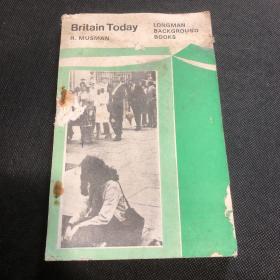 Britain Today
R. MUSMAN
LONGMAN
BACKGROUND
BOOKS